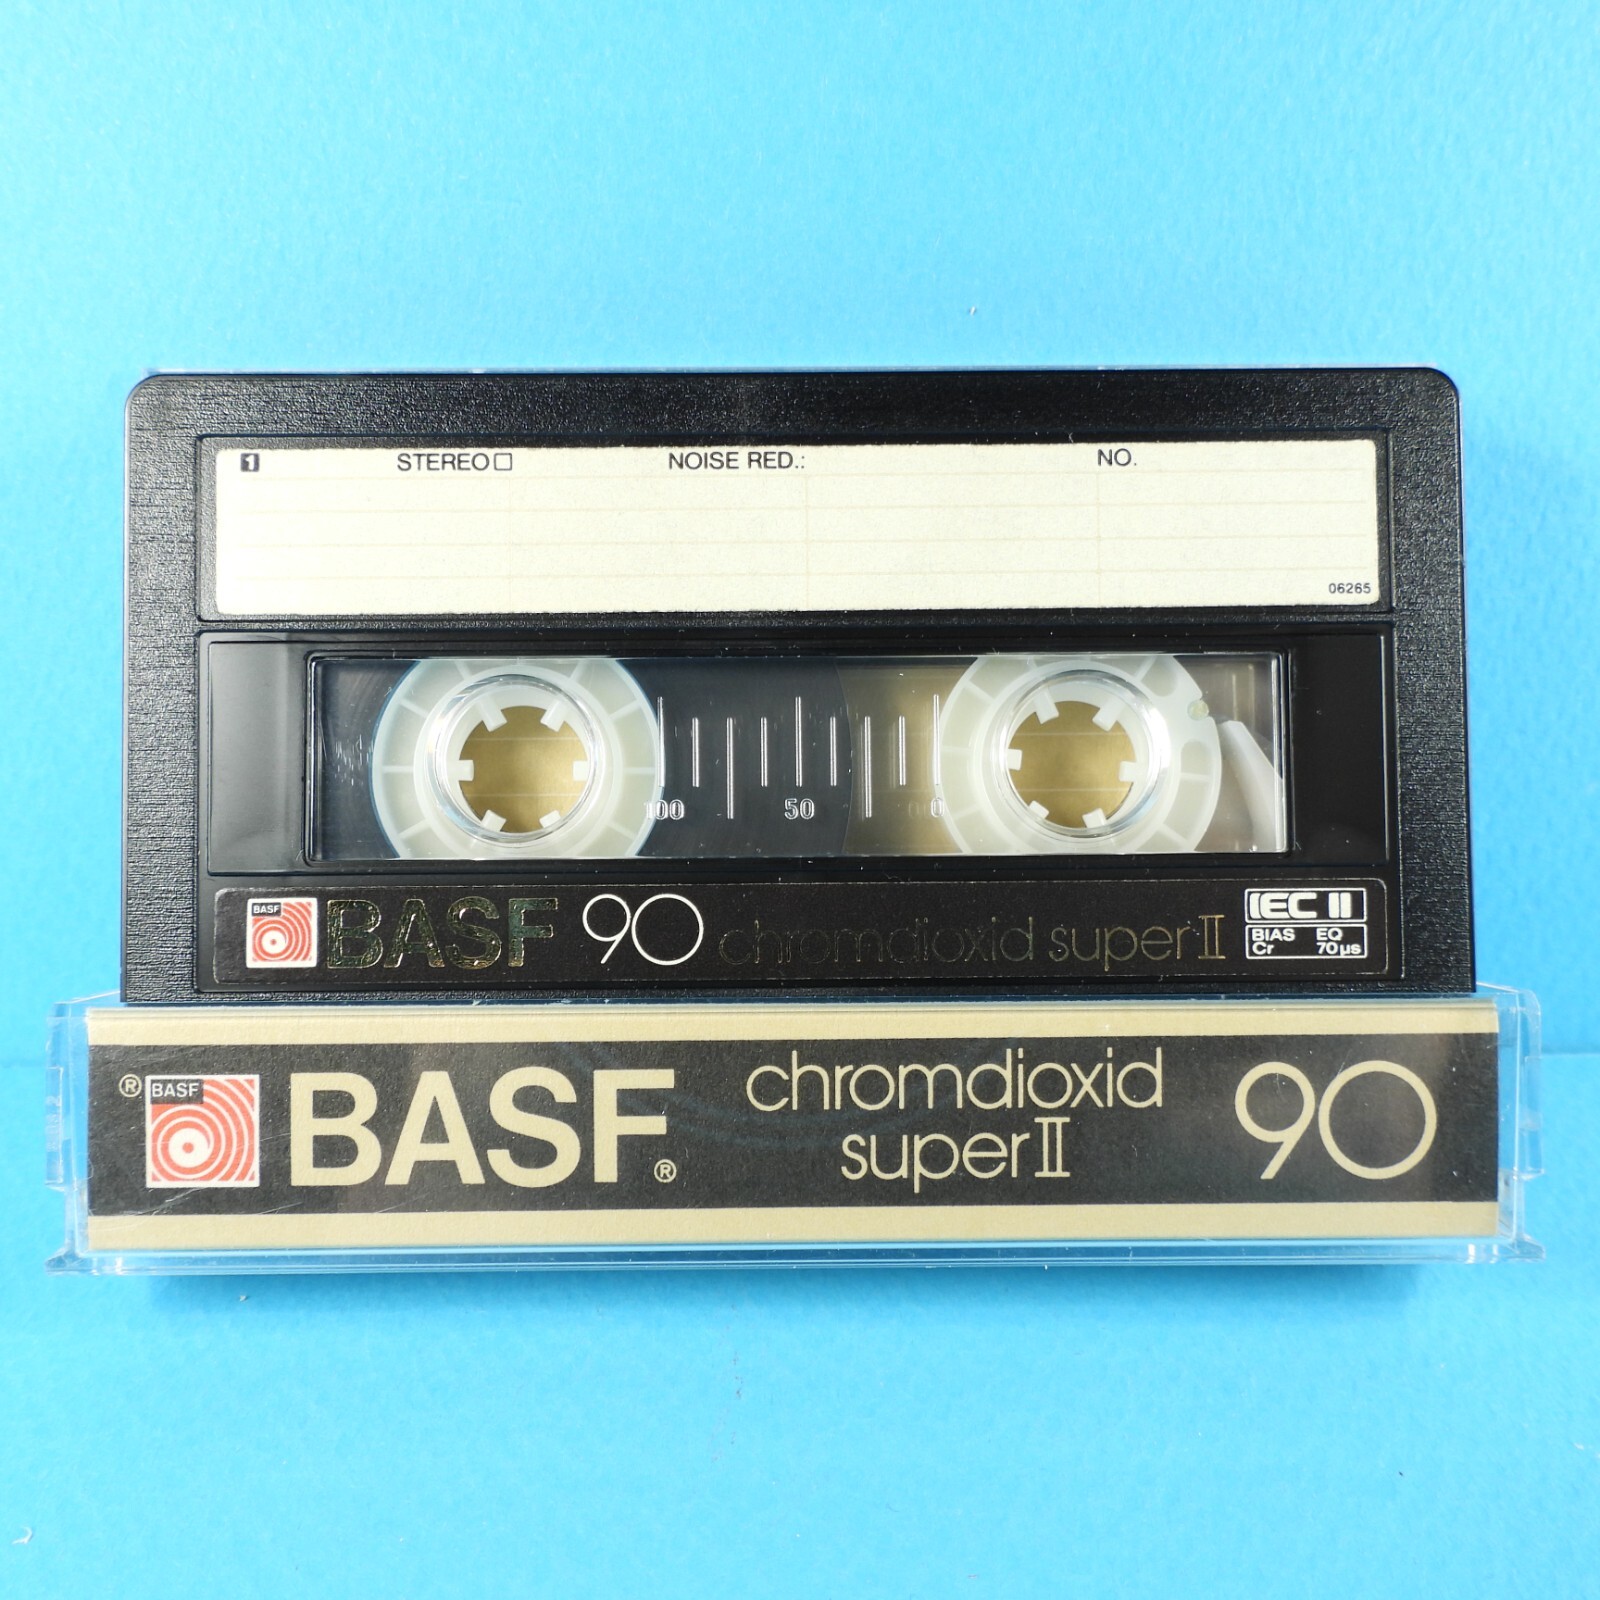 1 STEREO NOISE RED.: NO.
06265
100 50 0
BASF BASF 90 chromdioxid super II IEC II
BIAS EQ
Cr 70µs
® BASF BASF® chromdioxid 90
super II